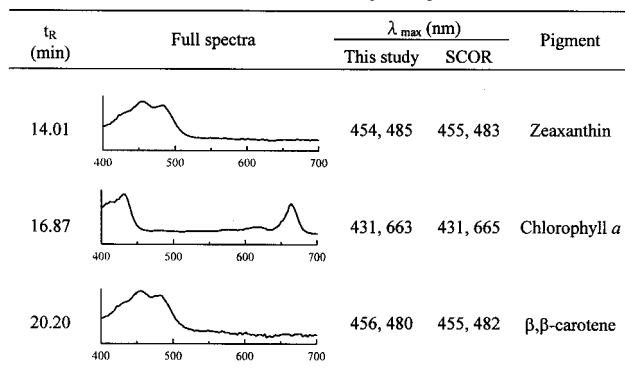 t_R
(min)
Full spectra
λ max (nm)
This study
SCOR
Pigment
14.01
454, 485
455, 483
Zeaxanthin
400 500 600 700
16.87
431, 663
431, 665
Chlorophyll a
400 500 600 700
20.20
456, 480
455, 482
β,β-carotene
400 500 600 700